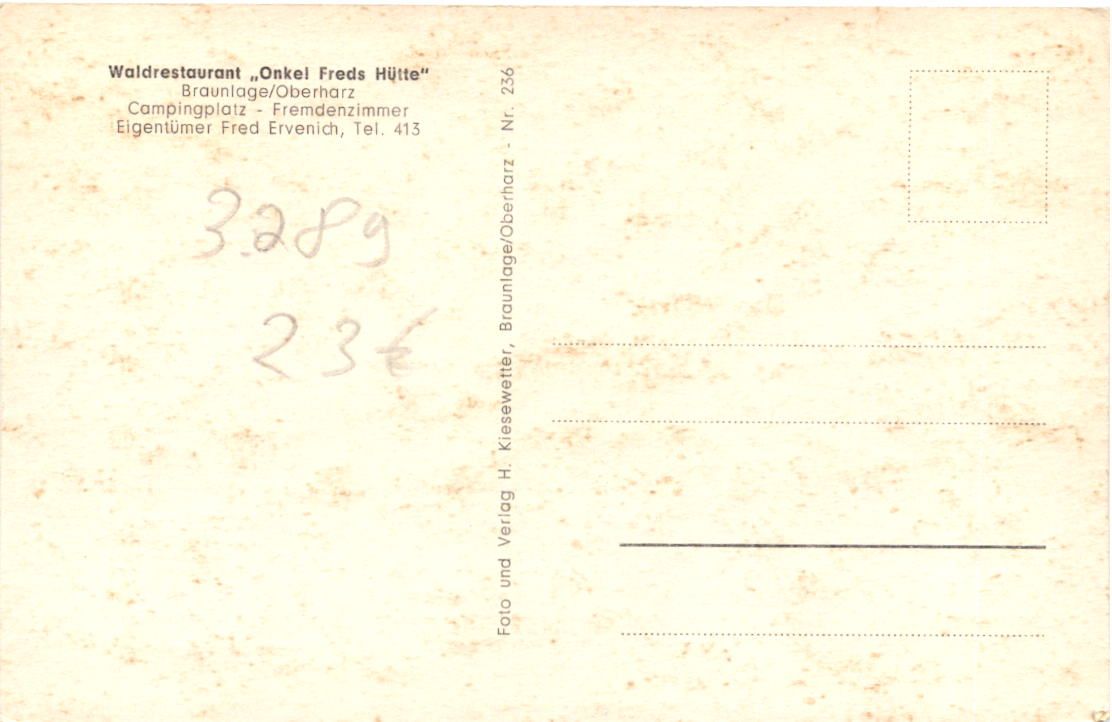 Waldrestaurant „Onkel Freds Hütte"
Braunlage/Oberharz
Campingplatz - Fremdenzimmer
Eigentümer Fred Ervenich, Tel. 413
3289
23€
Foto und Verlag H. Kiesewetter, Braunlage/Oberharz - Nr. 236